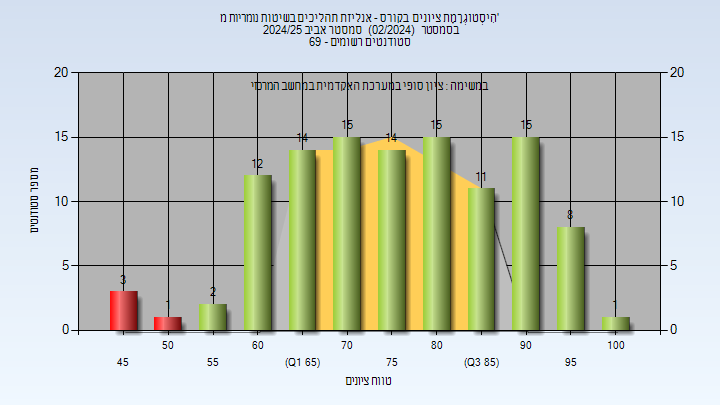 היסטוגרמת ציונים בקורס - אנליזת תהליכים בשיטות נומריות מ'
בסמסטר (02/2024) סמסטר אביב 2024/25
סטודנטים רשומים - 69
במשימה : ציון סופי במערכת האקדמית במחשב המרכזי
20 20
15 15
10 10
5 5
0 0
מספר סטודנטים
3 1 2 12 14 15 14 15 11 15 8 1
45 50 55 60 (Q1 65) 70 75 80 (Q3 85) 90 95 100
טווח ציונים